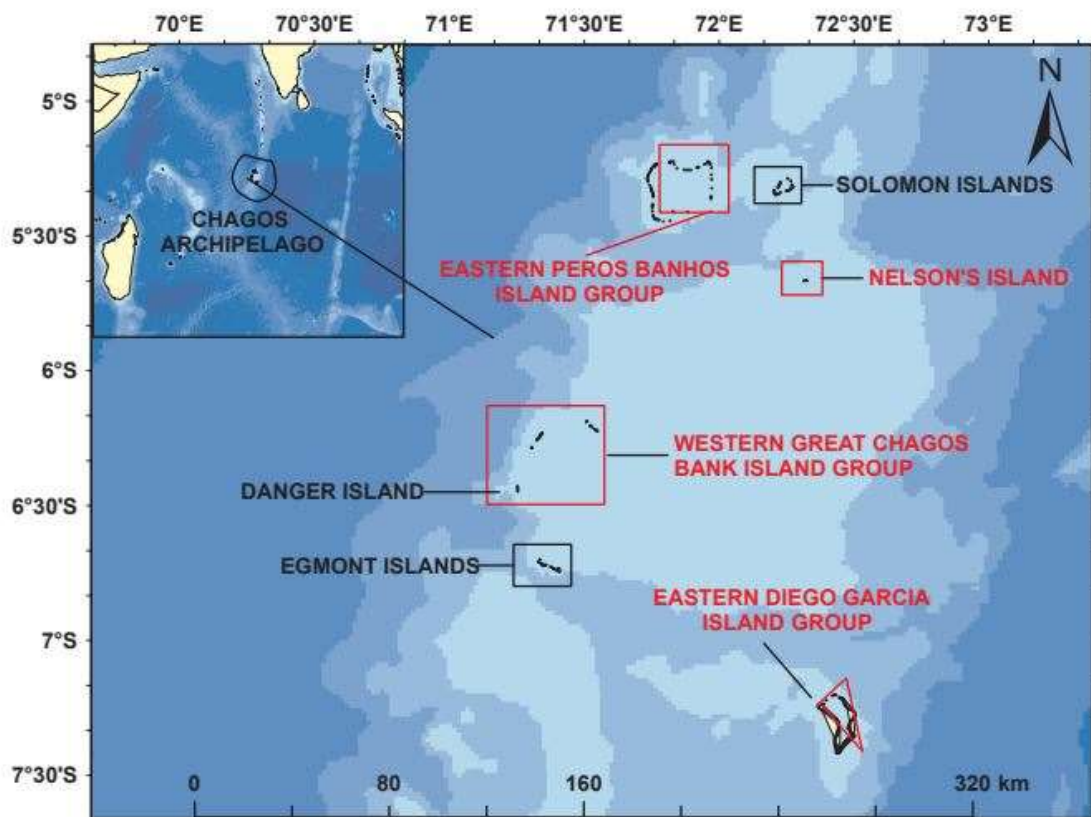 70°E 70°30'E 71°E 71°30'E 72°E 72°30'E 73°E
5°S
5°30'S
6°S
6°30'S
7°S
7°30'S
N
CHAGOS
ARCHIPELAGO
SOLOMON ISLANDS
EASTERN PEROS BANHOS
ISLAND GROUP
NELSON'S ISLAND
WESTERN GREAT CHAGOS
BANK ISLAND GROUP
DANGER ISLAND
EGMONT ISLANDS
EASTERN DIEGO GARCIA
ISLAND GROUP
0 80 160 320 km